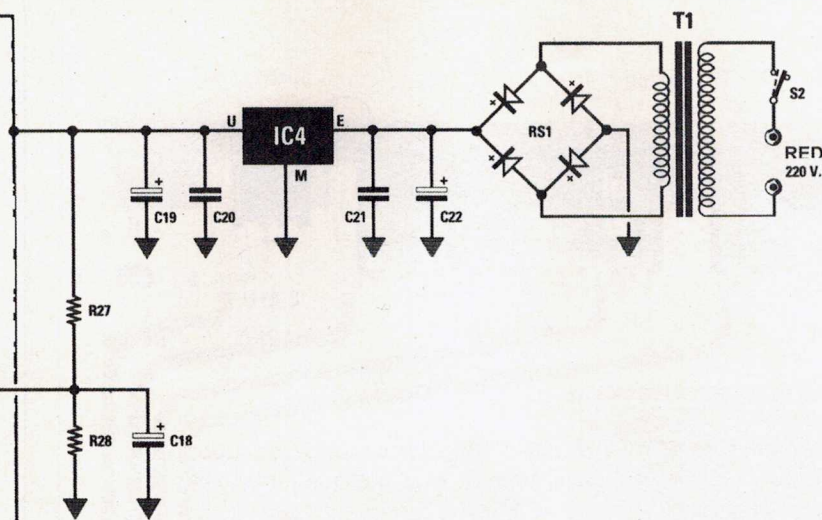 T1
S2
RED
220 V.
RS1
U
IC4
E
M
+
C19
C20
C21
+
C22
R27
R28
+
C18